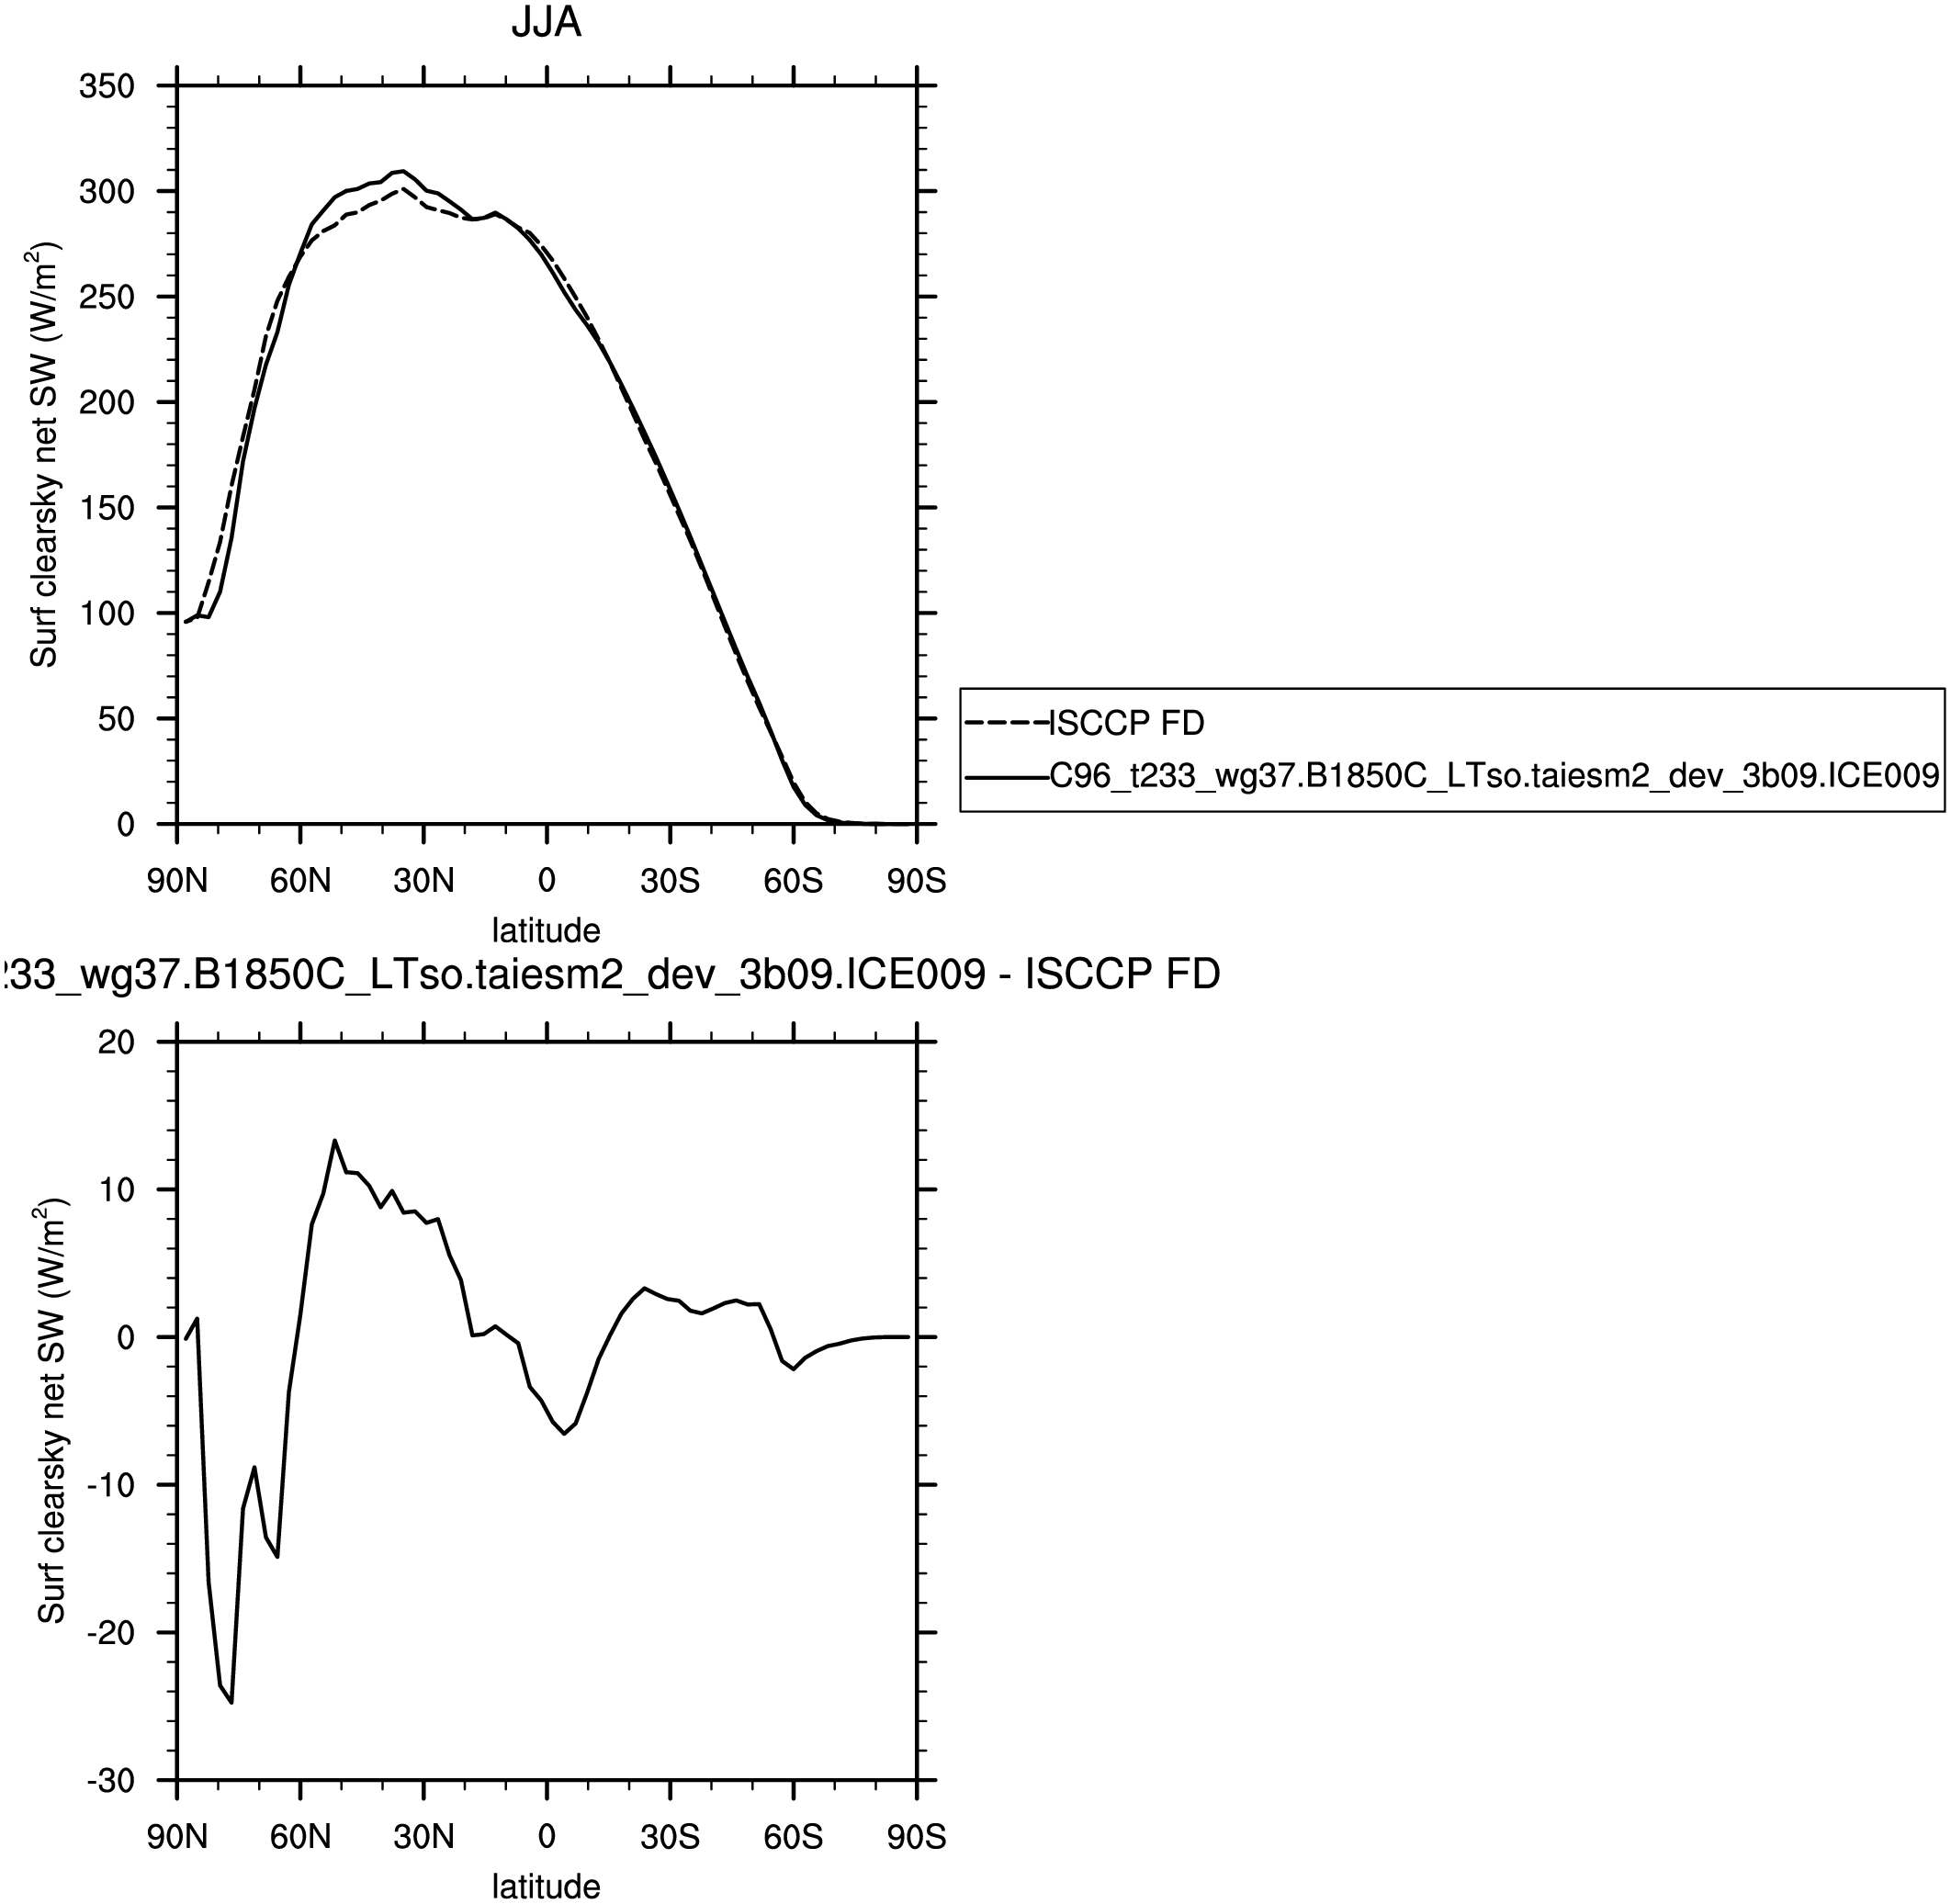 JJA
350
300
250
200
150
100
50
0
Surf clearsky net SW (W/m²)
90N 60N 30N 0 30S 60S 90S
latitude
ISCCP FD
C96_t233_wg37.B1850C_LTso.taiesm2_dev_3b09.ICE009
33_wg37.B1850C_LTso.taiesm2_dev_3b09.ICE009 - ISCCP FD
20
10
0
-10
-20
-30
Surf clearsky net SW (W/m²)
90N 60N 30N 0 30S 60S 90S
latitude